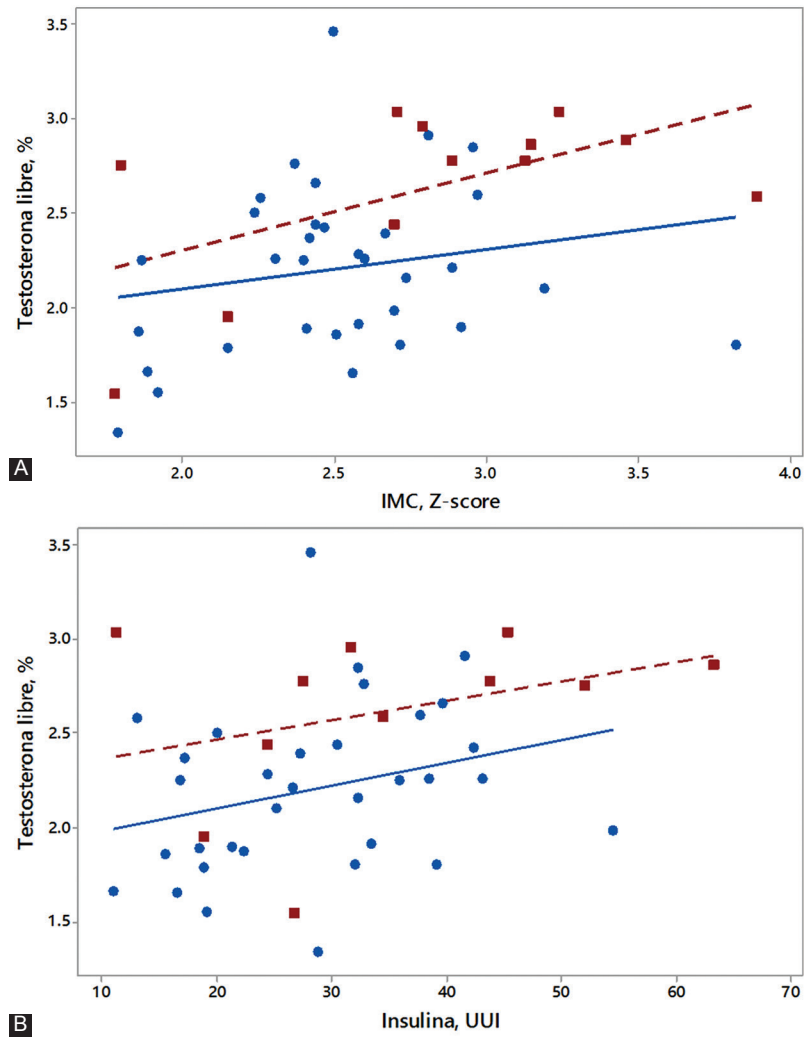 3.5
3.0
2.5
2.0
1.5
Testosterona libre, %
2.0 2.5 3.0 3.5 4.0
IMC, Z-score
A
3.5
3.0
2.5
2.0
1.5
Testosterona libre, %
10 20 30 40 50 60 70
Insulina, UUI
B